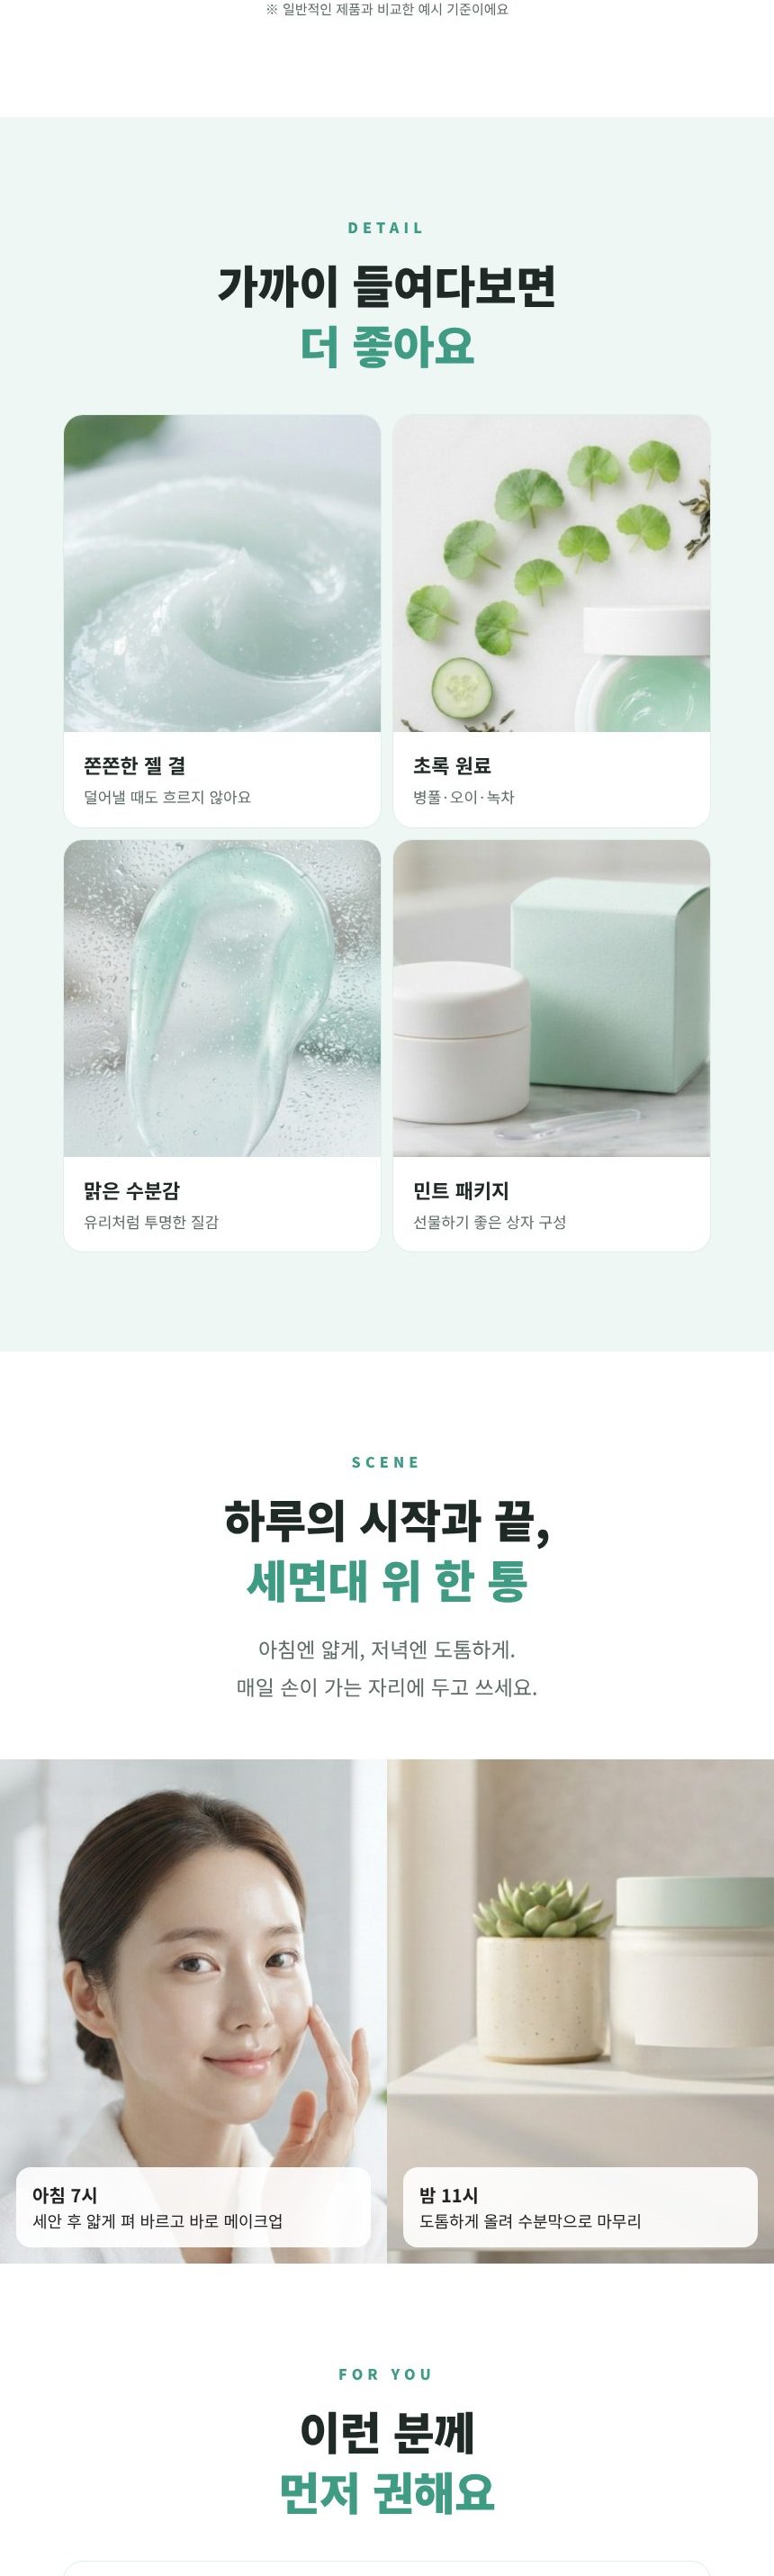 ※ 일반적인 제품과 비교한 예시 기준이에요
DETAIL
가까이 들여다보면
더 좋아요
쫀쫀한 젤 결
덜어낼 때도 흐르지 않아요
초록 원료
병풀·오이·녹차
맑은 수분감
유리처럼 투명한 질감
민트 패키지
선물하기 좋은 상자 구성
SCENE
하루의 시작과 끝,
세면대 위 한 통
아침엔 얇게, 저녁엔 도톰하게.
매일 손이 가는 자리에 두고 쓰세요.
아침 7시
세안 후 얇게 펴 바르고 바로 메이크업
밤 11시
도톰하게 올려 수분막으로 마무리
FOR YOU
이런 분께
먼저 권해요